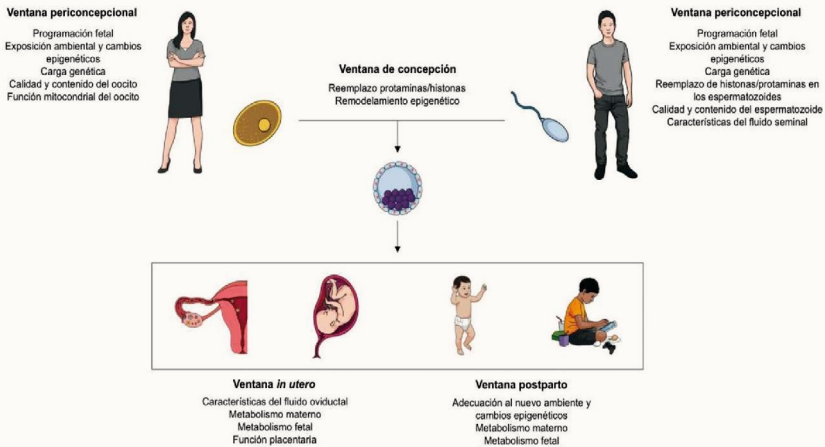 Ventana periconcepcional
Programación fetal
Exposición ambiental y cambios
epigenéticos
Carga genética
Calidad y contenido del oocito
Función mitocondrial del oocito
Ventana de concepción
Reemplazo protaminas/histonas
Remodelamiento epigenético
Ventana periconcepcional
Programación fetal
Exposición ambiental y cambios
epigenéticos
Carga genética
Reemplazo de histonas/protaminas en
los espermatozoides
Calidad y contenido del espermatozoide
Características del fluido seminal
Ventana in utero
Características del fluido oviductal
Metabolismo materno
Metabolismo fetal
Función placentaria
Ventana postparto
Adecuación al nuevo ambiente y
cambios epigenéticos
Metabolismo materno
Metabolismo fetal